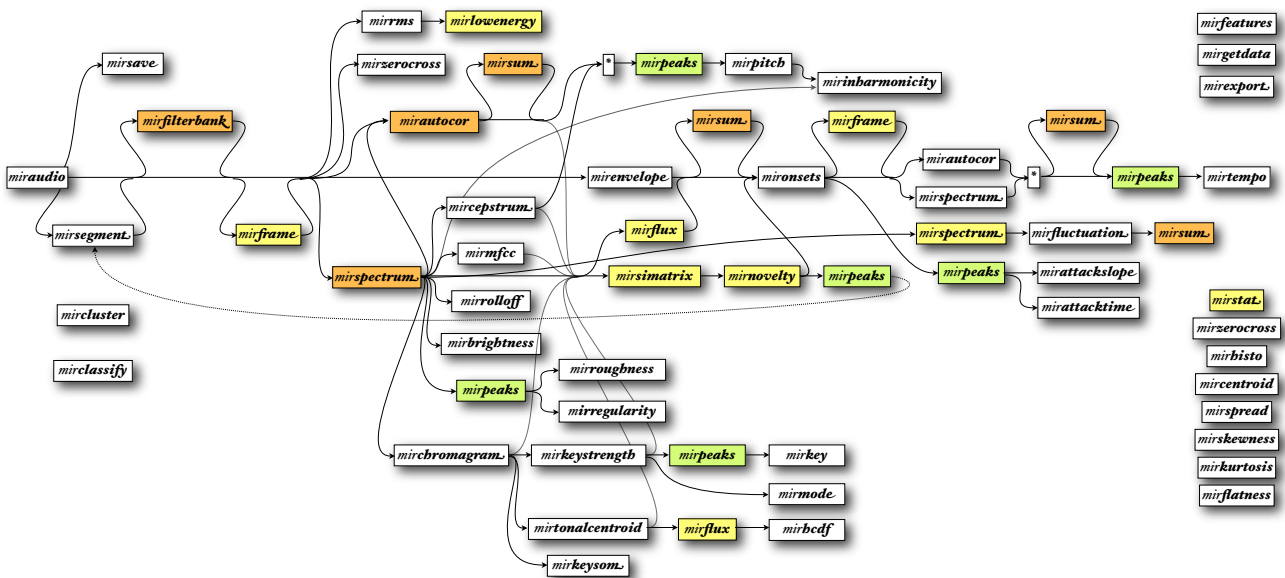 mirrms
mirlowenergy
mirfeatures
mirsave
mirzerocross
mirsum
*
mirpeaks
mirpitch
mirgetdata
mirinharmonicity
mirexport
mirfilterbank
mirautocor
mirsum
mirframe
mirsum
mirautocor
miraudio
mirenvelope
mironsets
*
mirpeaks
mirtempo
mirspectrum
mircepstrum
mirsegment
mirframe
mirflux
mirspectrum
mirfluctuation
mirsum
mirmfcc
mirspectrum
mirsimatrix
mirnovelty
mirpeaks
mirpeaks
mirattackslope
mirrolloff
mirattacktime
mirstat
mircluster
mirzerocross
mirbrightness
mirhisto
mirclassify
mirroughness
mircentroid
mirpeaks
mirregularity
mirspread
mirskewness
mirchromagram
mirkeystrength
mirpeaks
mirkey
mirkurtosis
mirmode
mirflatness
mirtonalcentroid
mirflux
mirhcdf
mirkeysom